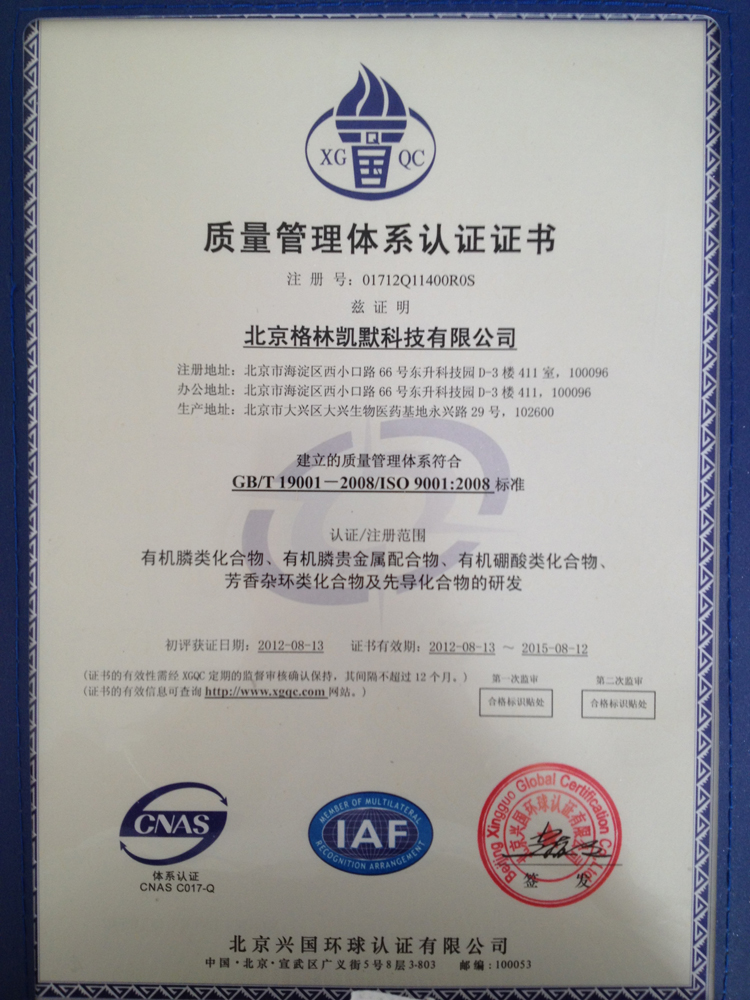 XG Q 国 QC
质量管理体系认证证书
注 册 号：01712Q11400R0S
兹 证 明
北京格林凯默科技有限公司
注册地址：北京市海淀区西小口路 66 号东升科技园 D-3 楼 411 室，100096
办公地址：北京市海淀区西小口路 66 号东升科技园 D-3 楼 411，100096
生产地址：北京市大兴区大兴生物医药基地永兴路 29 号，102600
建立的质量管理体系符合
GB/T 19001－2008/ISO 9001:2008 标准
认证/注册范围
有机膦类化合物、有机膦贵金属配合物、有机硼酸类化合物、
芳香杂环类化合物及先导化合物的研发
初评获证日期：2012-08-13 证书有效期：2012-08-13 ～ 2015-08-12
(证书的有效性需经 XGQC 定期的监督审核确认保持，其间隔不超过 12 个月。)
(证书的有效信息可查询 http://www.xgqc.com 网站。)
第一次监审 第二次监审
合格标识贴处 合格标识贴处
CNAS
体系认证
CNAS C017-Q
MEMBER OF MULTILATERAL
IAF
RECOGNITION ARRANGEMENT
Beijing Xingguo Global Certification Co. Ltd
北京兴国环球认证有限公司
签 发
北京兴国环球认证有限公司
中国·北京·宣武区广义街5号8层3-803 邮编:100053